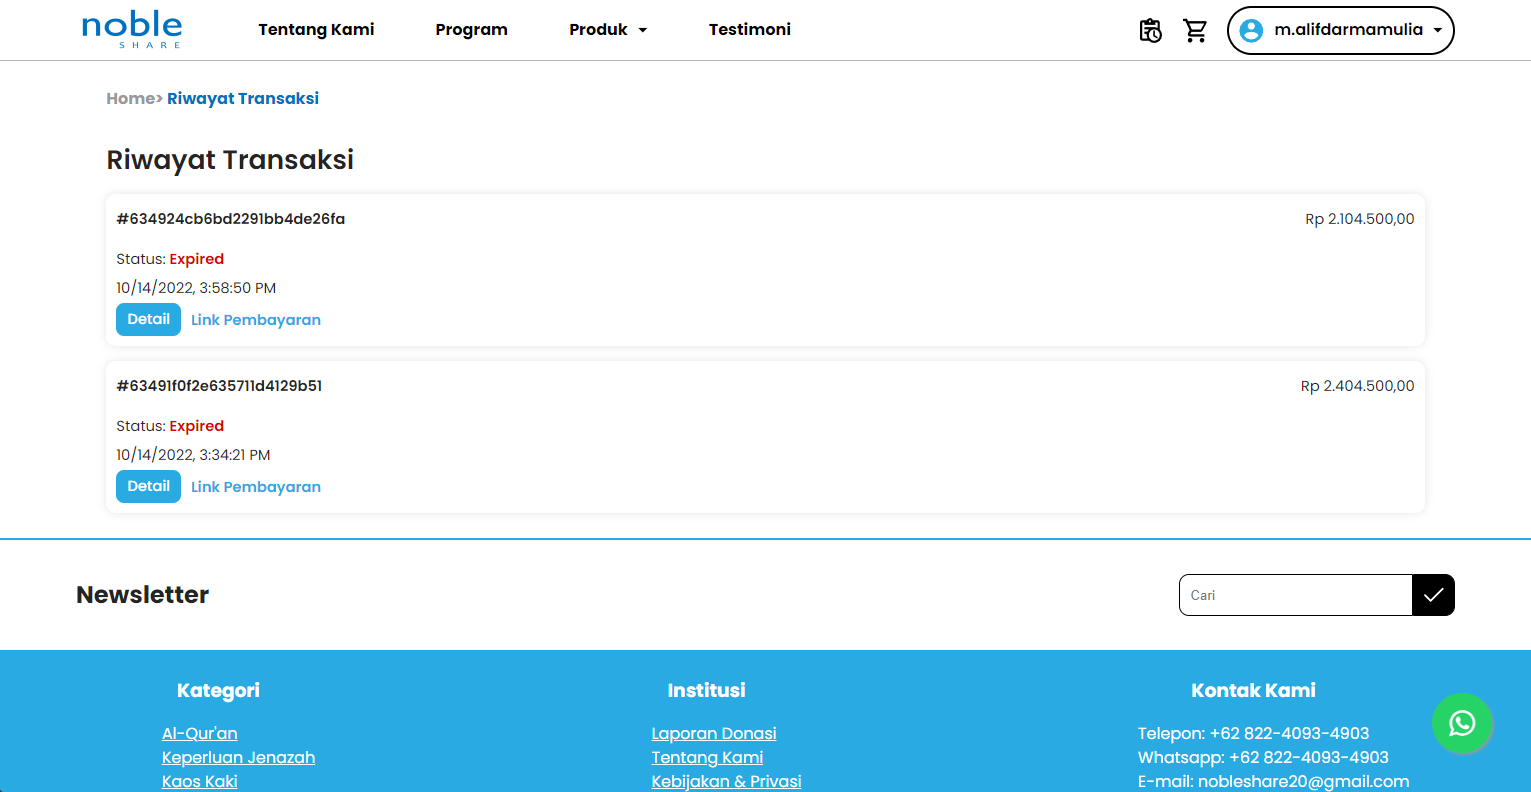 noble
SHARE
Tentang Kami
Program
Produk
Testimoni
m.alifdarmamulia
Home> Riwayat Transaksi
Riwayat Transaksi
#634924cb6bd2291bb4de26fa
Rp 2.104.500,00
Status: Expired
10/14/2022, 3:58:50 PM
Detail
Link Pembayaran
#63491f0f2e635711d4129b51
Rp 2.404.500,00
Status: Expired
10/14/2022, 3:34:21 PM
Detail
Link Pembayaran
Newsletter
Cari
Kategori
Al-Qur'an
Keperluan Jenazah
Kaos Kaki
Institusi
Laporan Donasi
Tentang Kami
Kebijakan & Privasi
Kontak Kami
Telepon: +62 822-4093-4903
Whatsapp: +62 822-4093-4903
E-mail: nobleshare20@gmail.com